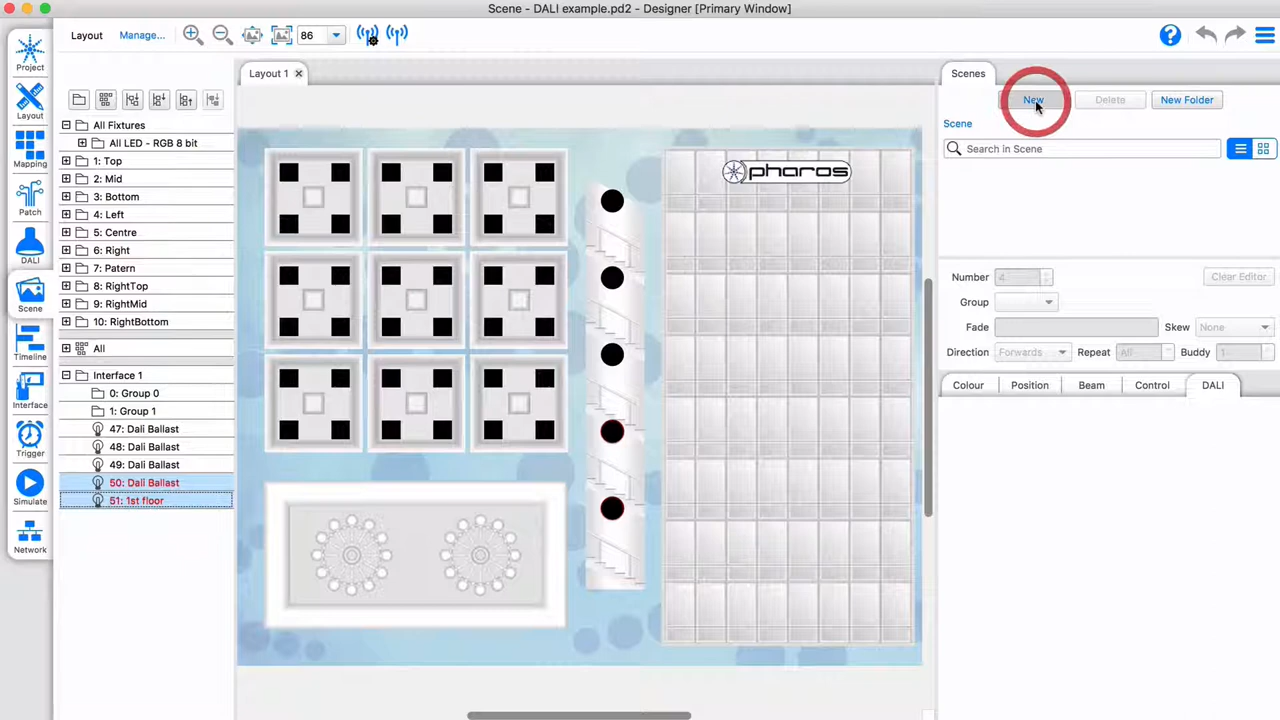 Scene - DALI example.pd2 - Designer [Primary Window]
Layout Manage... 86
Project
Layout
Mapping
Patch
DALI
Scene
Timeline
Interface
Trigger
Simulate
Network
All Fixtures
All LED - RGB 8 bit
1: Top
2: Mid
3: Bottom
4: Left
5: Centre
6: Right
7: Patern
8: RightTop
9: RightMid
10: RightBottom
All
Interface 1
0: Group 0
1: Group 1
47: Dali Ballast
48: Dali Ballast
49: Dali Ballast
50: Dali Ballast
51: 1st floor
Layout 1
pharos
Scenes
New Delete New Folder
Scene
Search in Scene
Number 4 Clear Editor
Group
Fade Skew None
Direction Forwards Repeat All Buddy 1
Colour Position Beam Control DALI